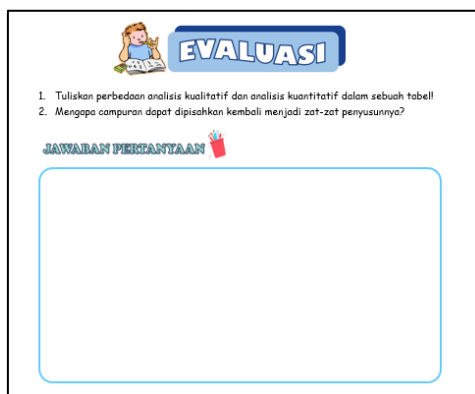 EVALUASI
1. Tuliskan perbedaan analisis kualitatif dan analisis kuantitatif dalam sebuah tabel!
2. Mengapa campuran dapat dipisahkan kembali menjadi zat-zat penyusunnya?
JAWABAN PERTANYAAN